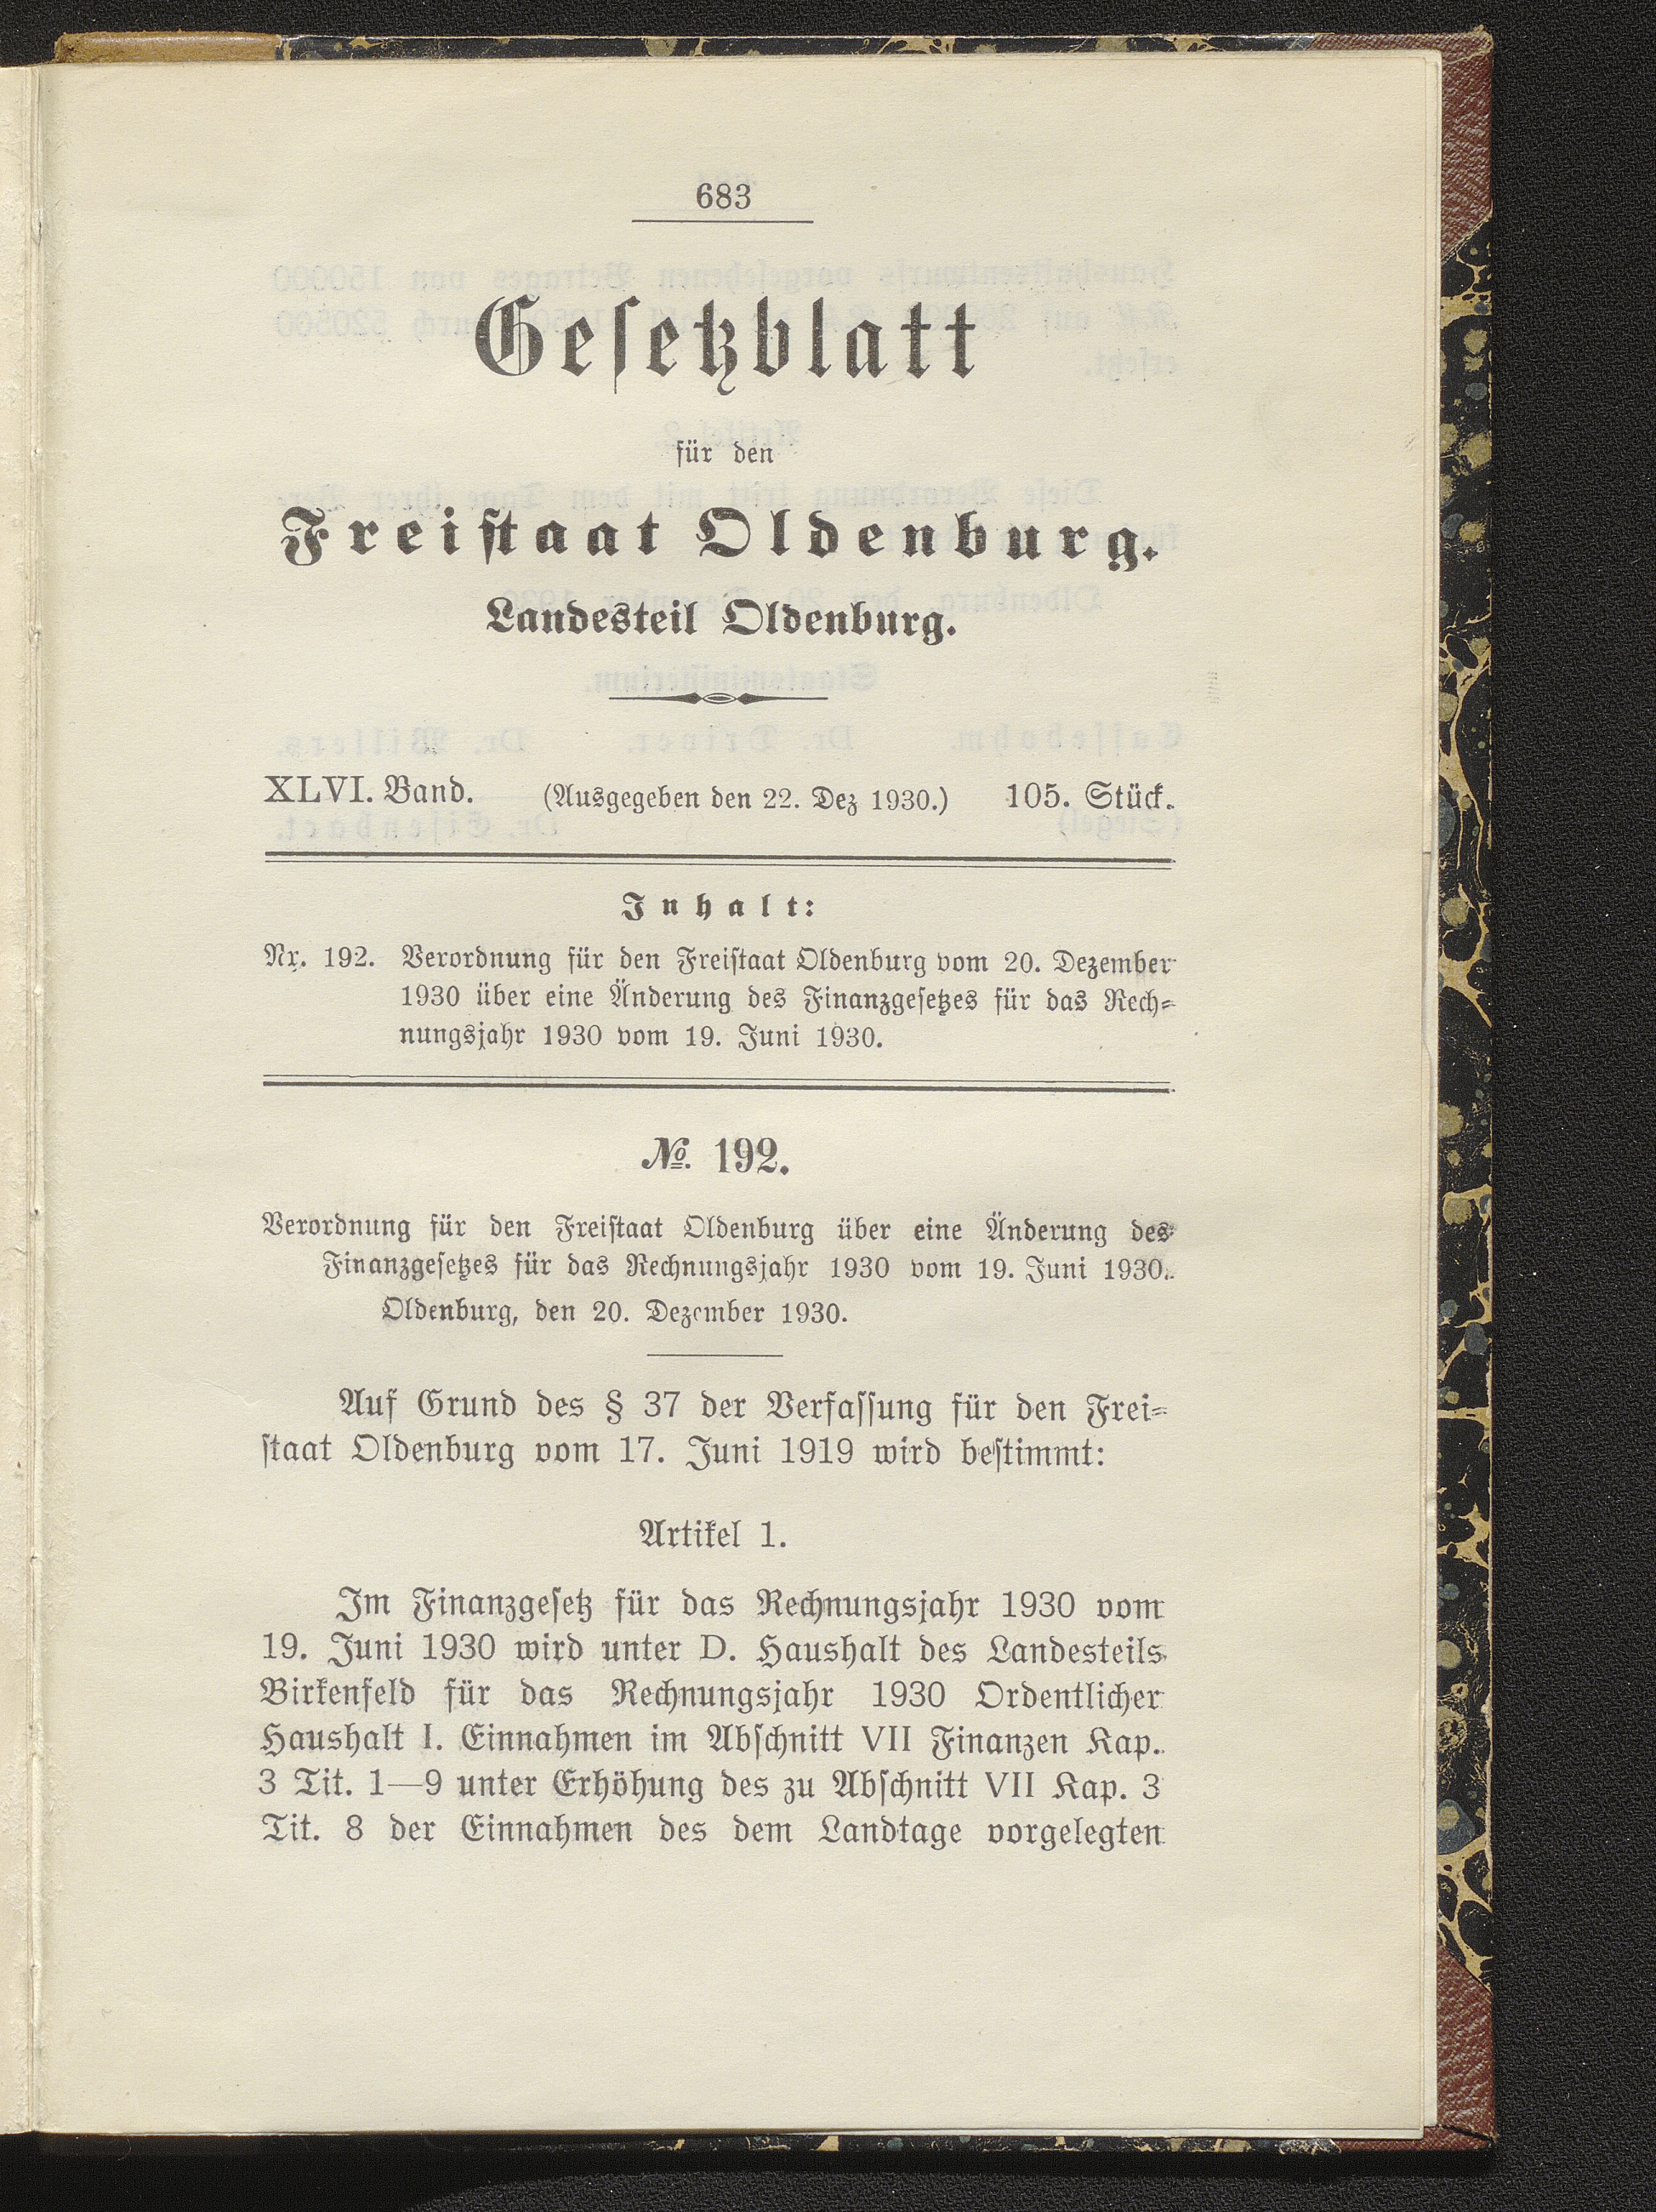 683
Gesetzblatt
für den
Freistaat Oldenburg.
Landesteil Oldenburg.
XLVI. Band. (Ausgegeben den 22. Dez 1930.) 105. Stück.
Inhalt:
Nr. 192. Verordnung für den Freistaat Oldenburg vom 20. Dezember
1930 über eine Änderung des Finanzgesetzes für das Rech-
nungsjahr 1930 vom 19. Juni 1930.
№. 192.
Verordnung für den Freistaat Oldenburg über eine Änderung des
Finanzgesetzes für das Rechnungsjahr 1930 vom 19. Juni 1930.
Oldenburg, den 20. Dezember 1930.
Auf Grund des § 37 der Verfassung für den Frei-
staat Oldenburg vom 17. Juni 1919 wird bestimmt:
Artikel 1.
Im Finanzgesetz für das Rechnungsjahr 1930 vom
19. Juni 1930 wird unter D. Haushalt des Landesteils
Birkenfeld für das Rechnungsjahr 1930 Ordentlicher
Haushalt I. Einnahmen im Abschnitt VII Finanzen Kap.
3 Tit. 1—9 unter Erhöhung des zu Abschnitt VII Kap. 3
Tit. 8 der Einnahmen des dem Landtage vorgelegten